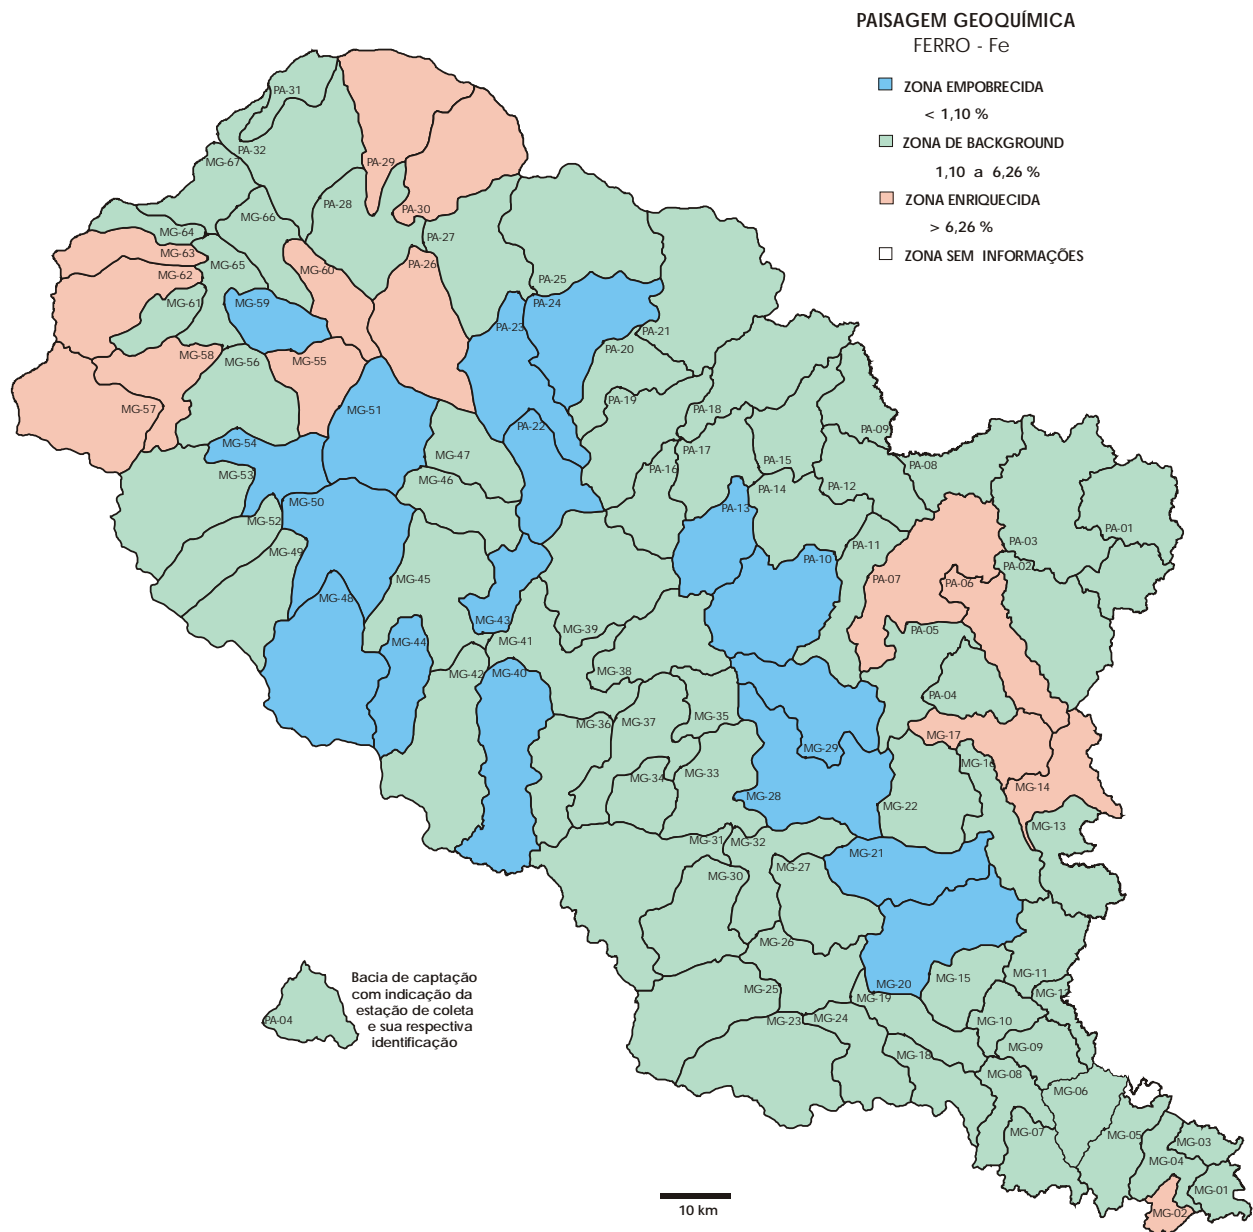 PAISAGEM GEOQUÍMICA
FERRO - Fe
ZONA EMPOBRECIDA
< 1,10 %
ZONA DE BACKGROUND
1,10 a 6,26 %
ZONA ENRIQUECIDA
> 6,26 %
ZONA SEM INFORMAÇÕES
PA-31
PA-32
MG-67
PA-29
PA-28
PA-30
MG-66
MG-64
PA-27
MG-63
MG-65
PA-26
MG-60
MG-62
PA-25
MG-61
MG-59
PA-24
PA-23
PA-21
PA-20
MG-58
MG-56
MG-55
PA-19
MG-57
MG-51
PA-18
PA-22
PA-09
MG-54
PA-17
MG-47
PA-15
PA-16
PA-08
MG-53
MG-46
PA-14
PA-12
MG-50
PA-13
MG-52
PA-01
PA-03
MG-49
PA-11
PA-10
PA-02
MG-45
PA-07
PA-06
MG-48
MG-43
MG-39
PA-05
MG-44
MG-41
MG-42
MG-40
MG-38
PA-04
MG-36
MG-37
MG-35
MG-17
MG-29
MG-16
MG-34
MG-33
MG-14
MG-28
MG-22
MG-13
MG-31
MG-32
MG-21
MG-27
MG-30
MG-26
MG-11
MG-15
MG-20
MG-25
MG-12
MG-19
MG-24
MG-23
MG-10
MG-09
MG-18
MG-08
MG-06
MG-07
MG-05
MG-03
MG-04
MG-01
MG-02
Bacia de captação
com indicação da
estação de coleta
e sua respectiva
identificação
PA-04
10 km